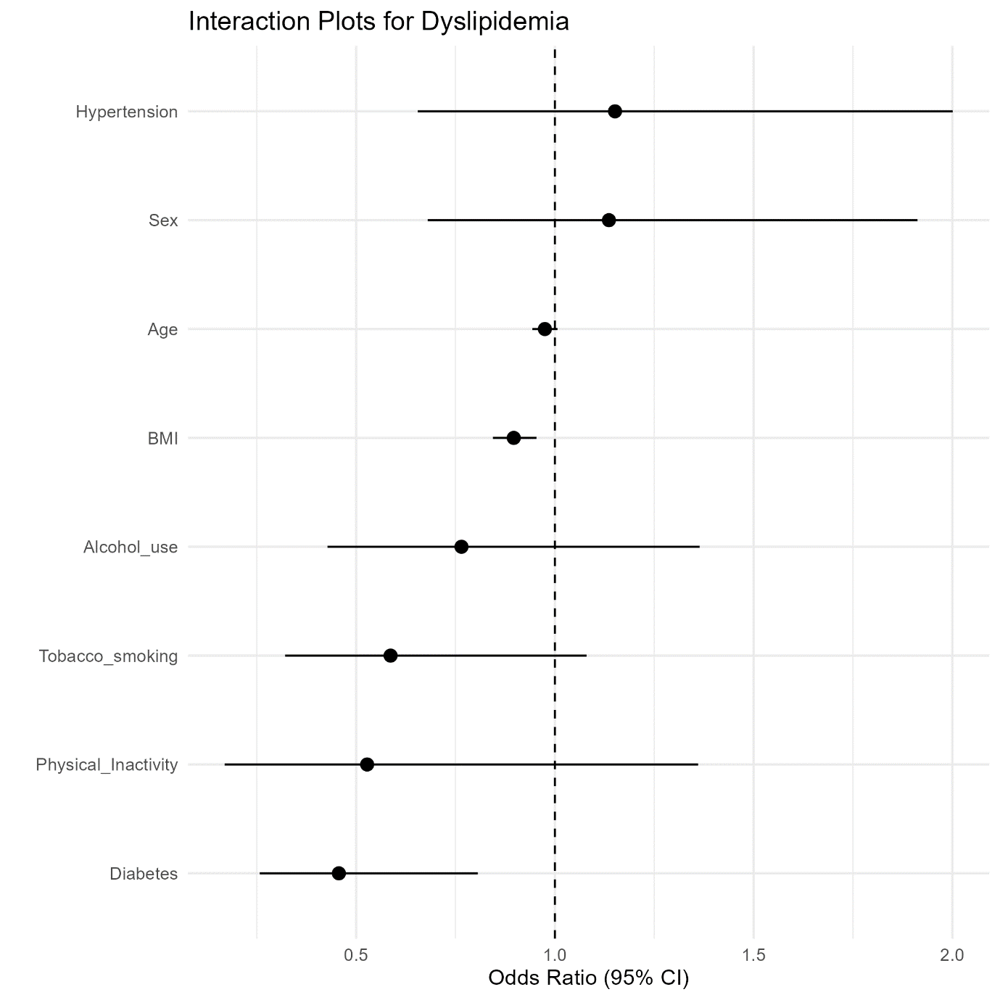 Interaction Plots for Dyslipidemia
Hypertension
Sex
Age
BMI
Alcohol_use
Tobacco_smoking
Physical_Inactivity
Diabetes
0.5 1.0 1.5 2.0
Odds Ratio (95% CI)